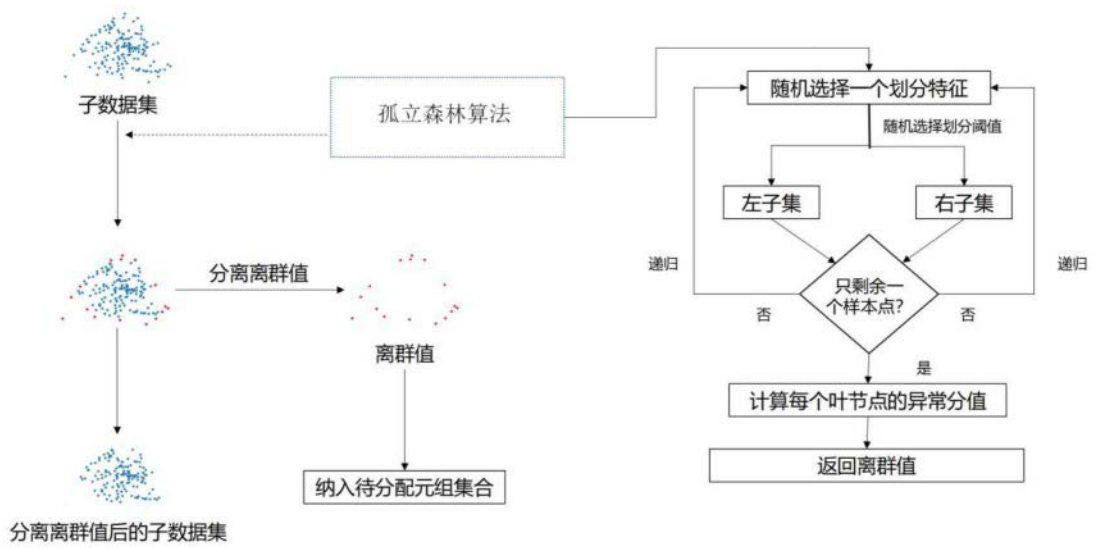 子数据集
孤立森林算法
分离离群值
离群值
纳入待分配元组集合
分离离群值后的子数据集
随机选择一个划分特征
随机选择划分阈值
左子集
右子集
递归
递归
只剩余一
个样本点？
否
否
是
计算每个叶节点的异常分值
返回离群值